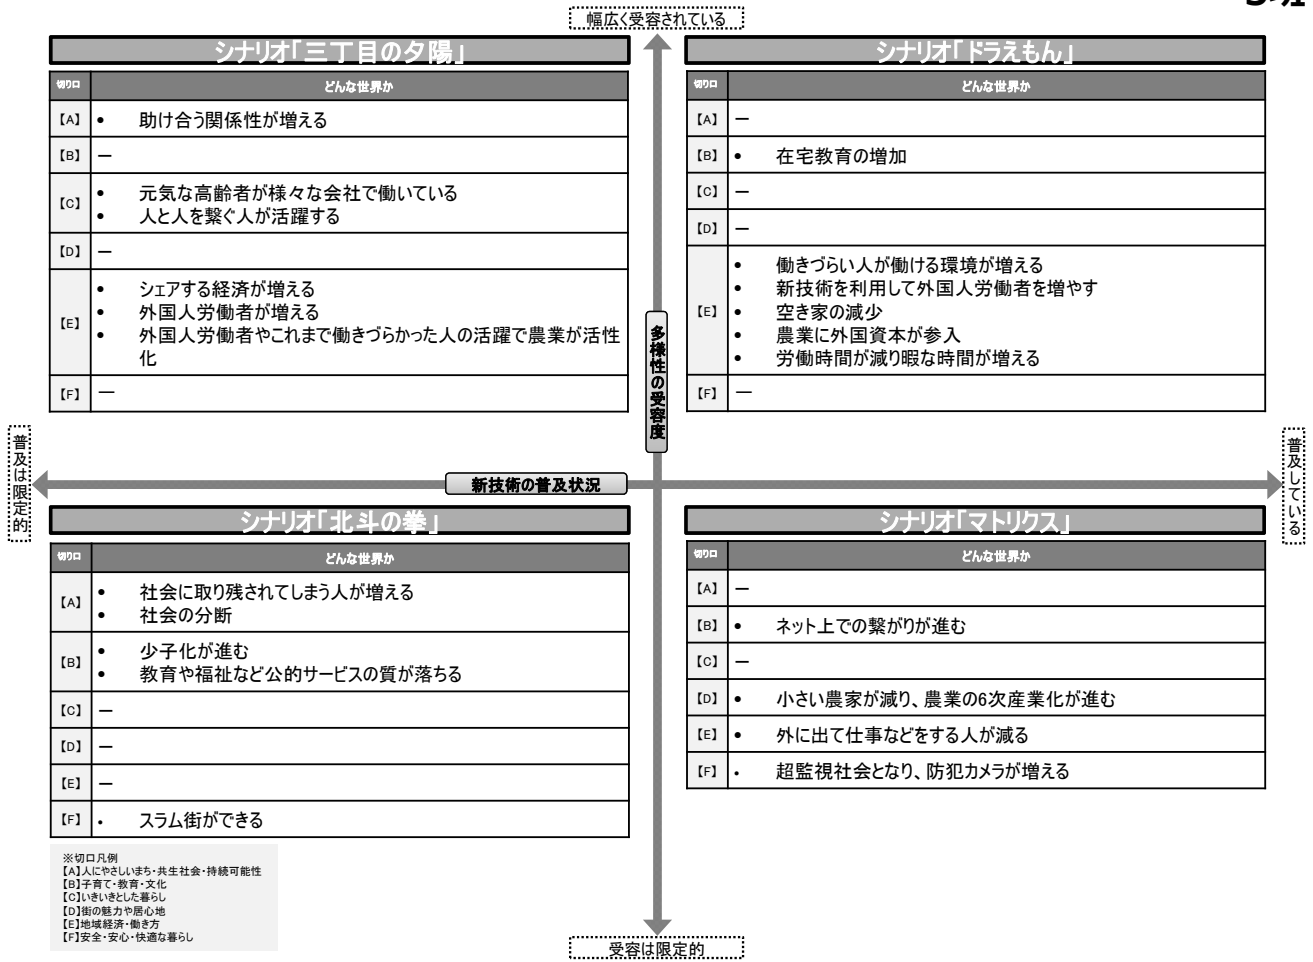 幅広く受容されている
シナリオ「三丁目の夕陽」
切り口 どんな世界か
【A】 • 助け合う関係性が増える
【B】 ー
【C】 • 元気な高齢者が様々な会社で働いている
• 人と人を繋ぐ人が活躍する
【D】 ー
【E】 • シェアする経済が増える
• 外国人労働者が増える
• 外国人労働者やこれまで働きづらかった人の活躍で農業が活性
化
【F】 ー
シナリオ「ドラえもん」
切り口 どんな世界か
【A】 ー
【B】 • 在宅教育の増加
【C】 ー
【D】 ー
【E】 • 働きづらい人が働ける環境が増える
• 新技術を利用して外国人労働者を増やす
• 空き家の減少
• 農業に外国資本が参入
• 労働時間が減り暇な時間が増える
【F】 ー
多様性の受容度
普及は限定的
新技術の普及状況
普及している
シナリオ「北斗の拳」
切り口 どんな世界か
【A】 • 社会に取り残されてしまう人が増える
• 社会の分断
【B】 • 少子化が進む
• 教育や福祉など公的サービスの質が落ちる
【C】 ー
【D】 ー
【E】 ー
【F】 • スラム街ができる
シナリオ「マトリクス」
切り口 どんな世界か
【A】 ー
【B】 • ネット上での繋がりが進む
【C】 ー
【D】 • 小さい農家が減り、農業の6次産業化が進む
【E】 • 外に出て仕事などをする人が減る
【F】 • 超監視社会となり、防犯カメラが増える
※切口凡例
【A】人にやさしいまち・共生社会・持続可能性
【B】子育て・教育・文化
【C】いきいきとした暮らし
【D】街の魅力や居心地
【E】地域経済・働き方
【F】安全・安心・快適な暮らし
受容は限定的